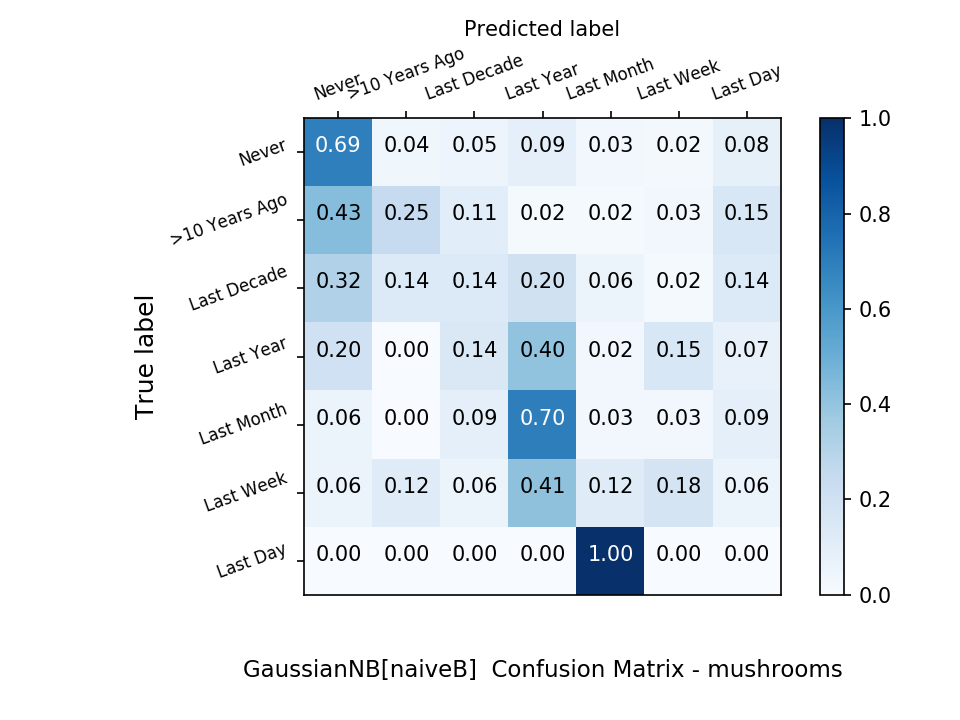 Predicted label
Never >10 Years Ago Last Decade Last Year Last Month Last Week Last Day
1.0
Never 0.69 0.04 0.05 0.09 0.03 0.02 0.08
>10 Years Ago 0.43 0.25 0.11 0.02 0.02 0.03 0.15
0.8
Last Decade 0.32 0.14 0.14 0.20 0.06 0.02 0.14
0.6
Last Year 0.20 0.00 0.14 0.40 0.02 0.15 0.07
True label
0.4
Last Month 0.06 0.00 0.09 0.70 0.03 0.03 0.09
Last Week 0.06 0.12 0.06 0.41 0.12 0.18 0.06
0.2
Last Day 0.00 0.00 0.00 0.00 1.00 0.00 0.00
0.0
GaussianNB[naiveB]  Confusion Matrix - mushrooms